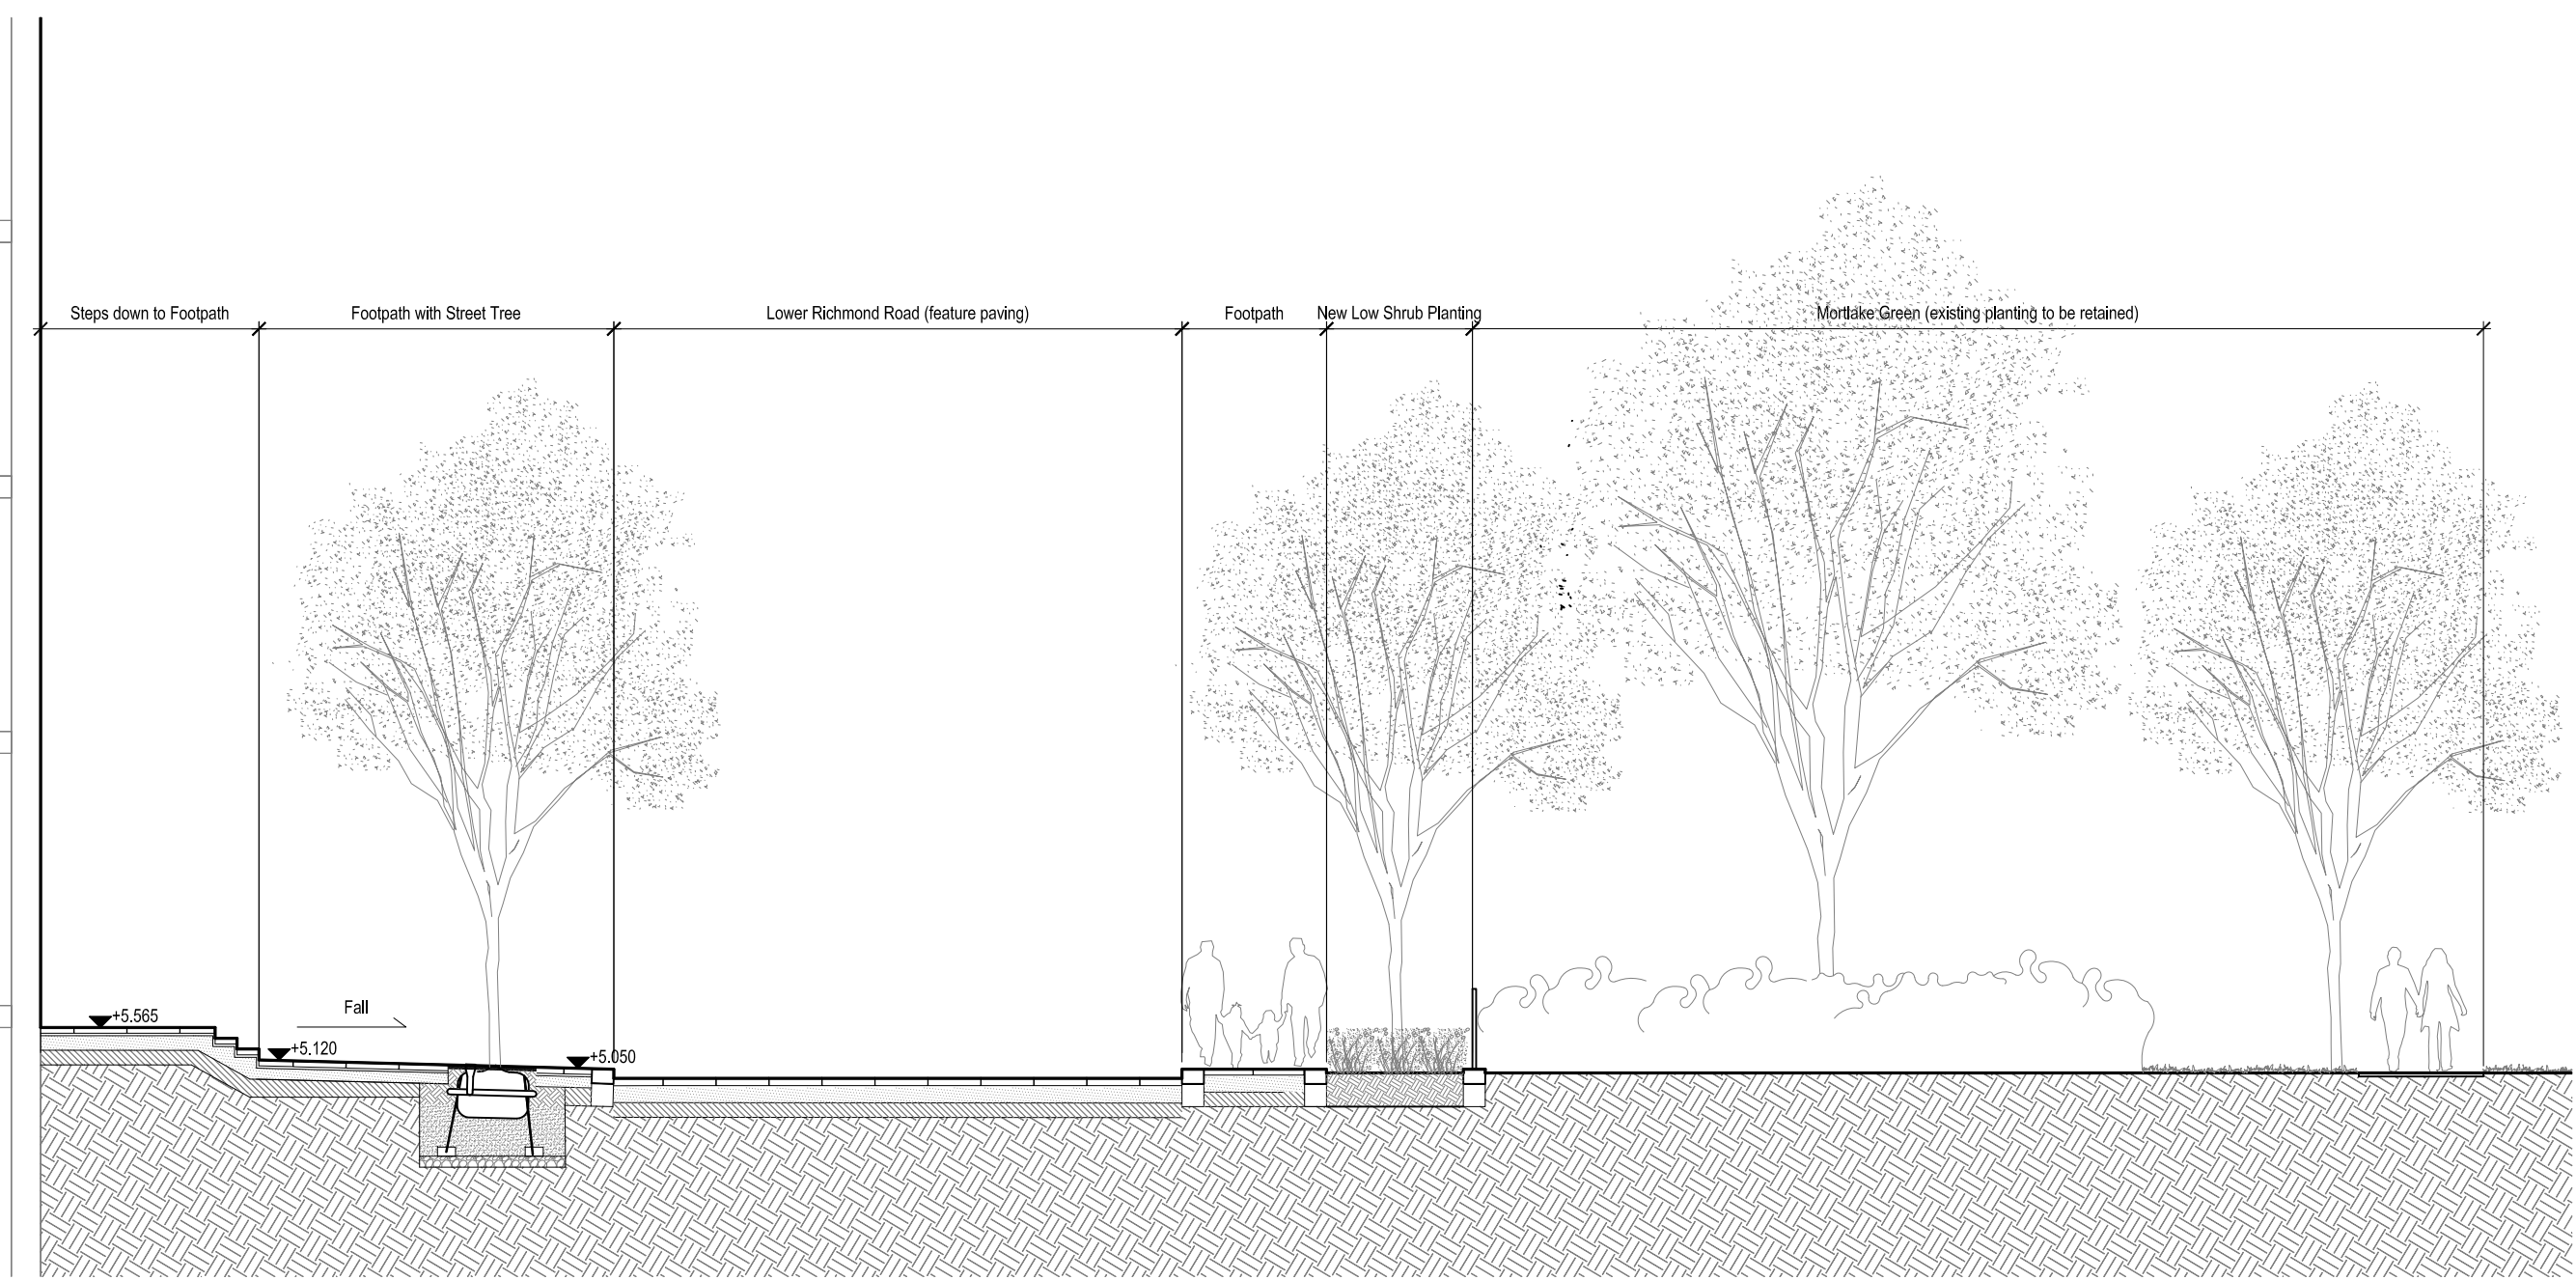 Steps down to Footpath
Footpath with Street Tree
Lower Richmond Road (feature paving)
Footpath
New Low Shrub Planting
Mortlake Green (existing planting to be retained)
Fall
+5.565
+5.120
+5.050